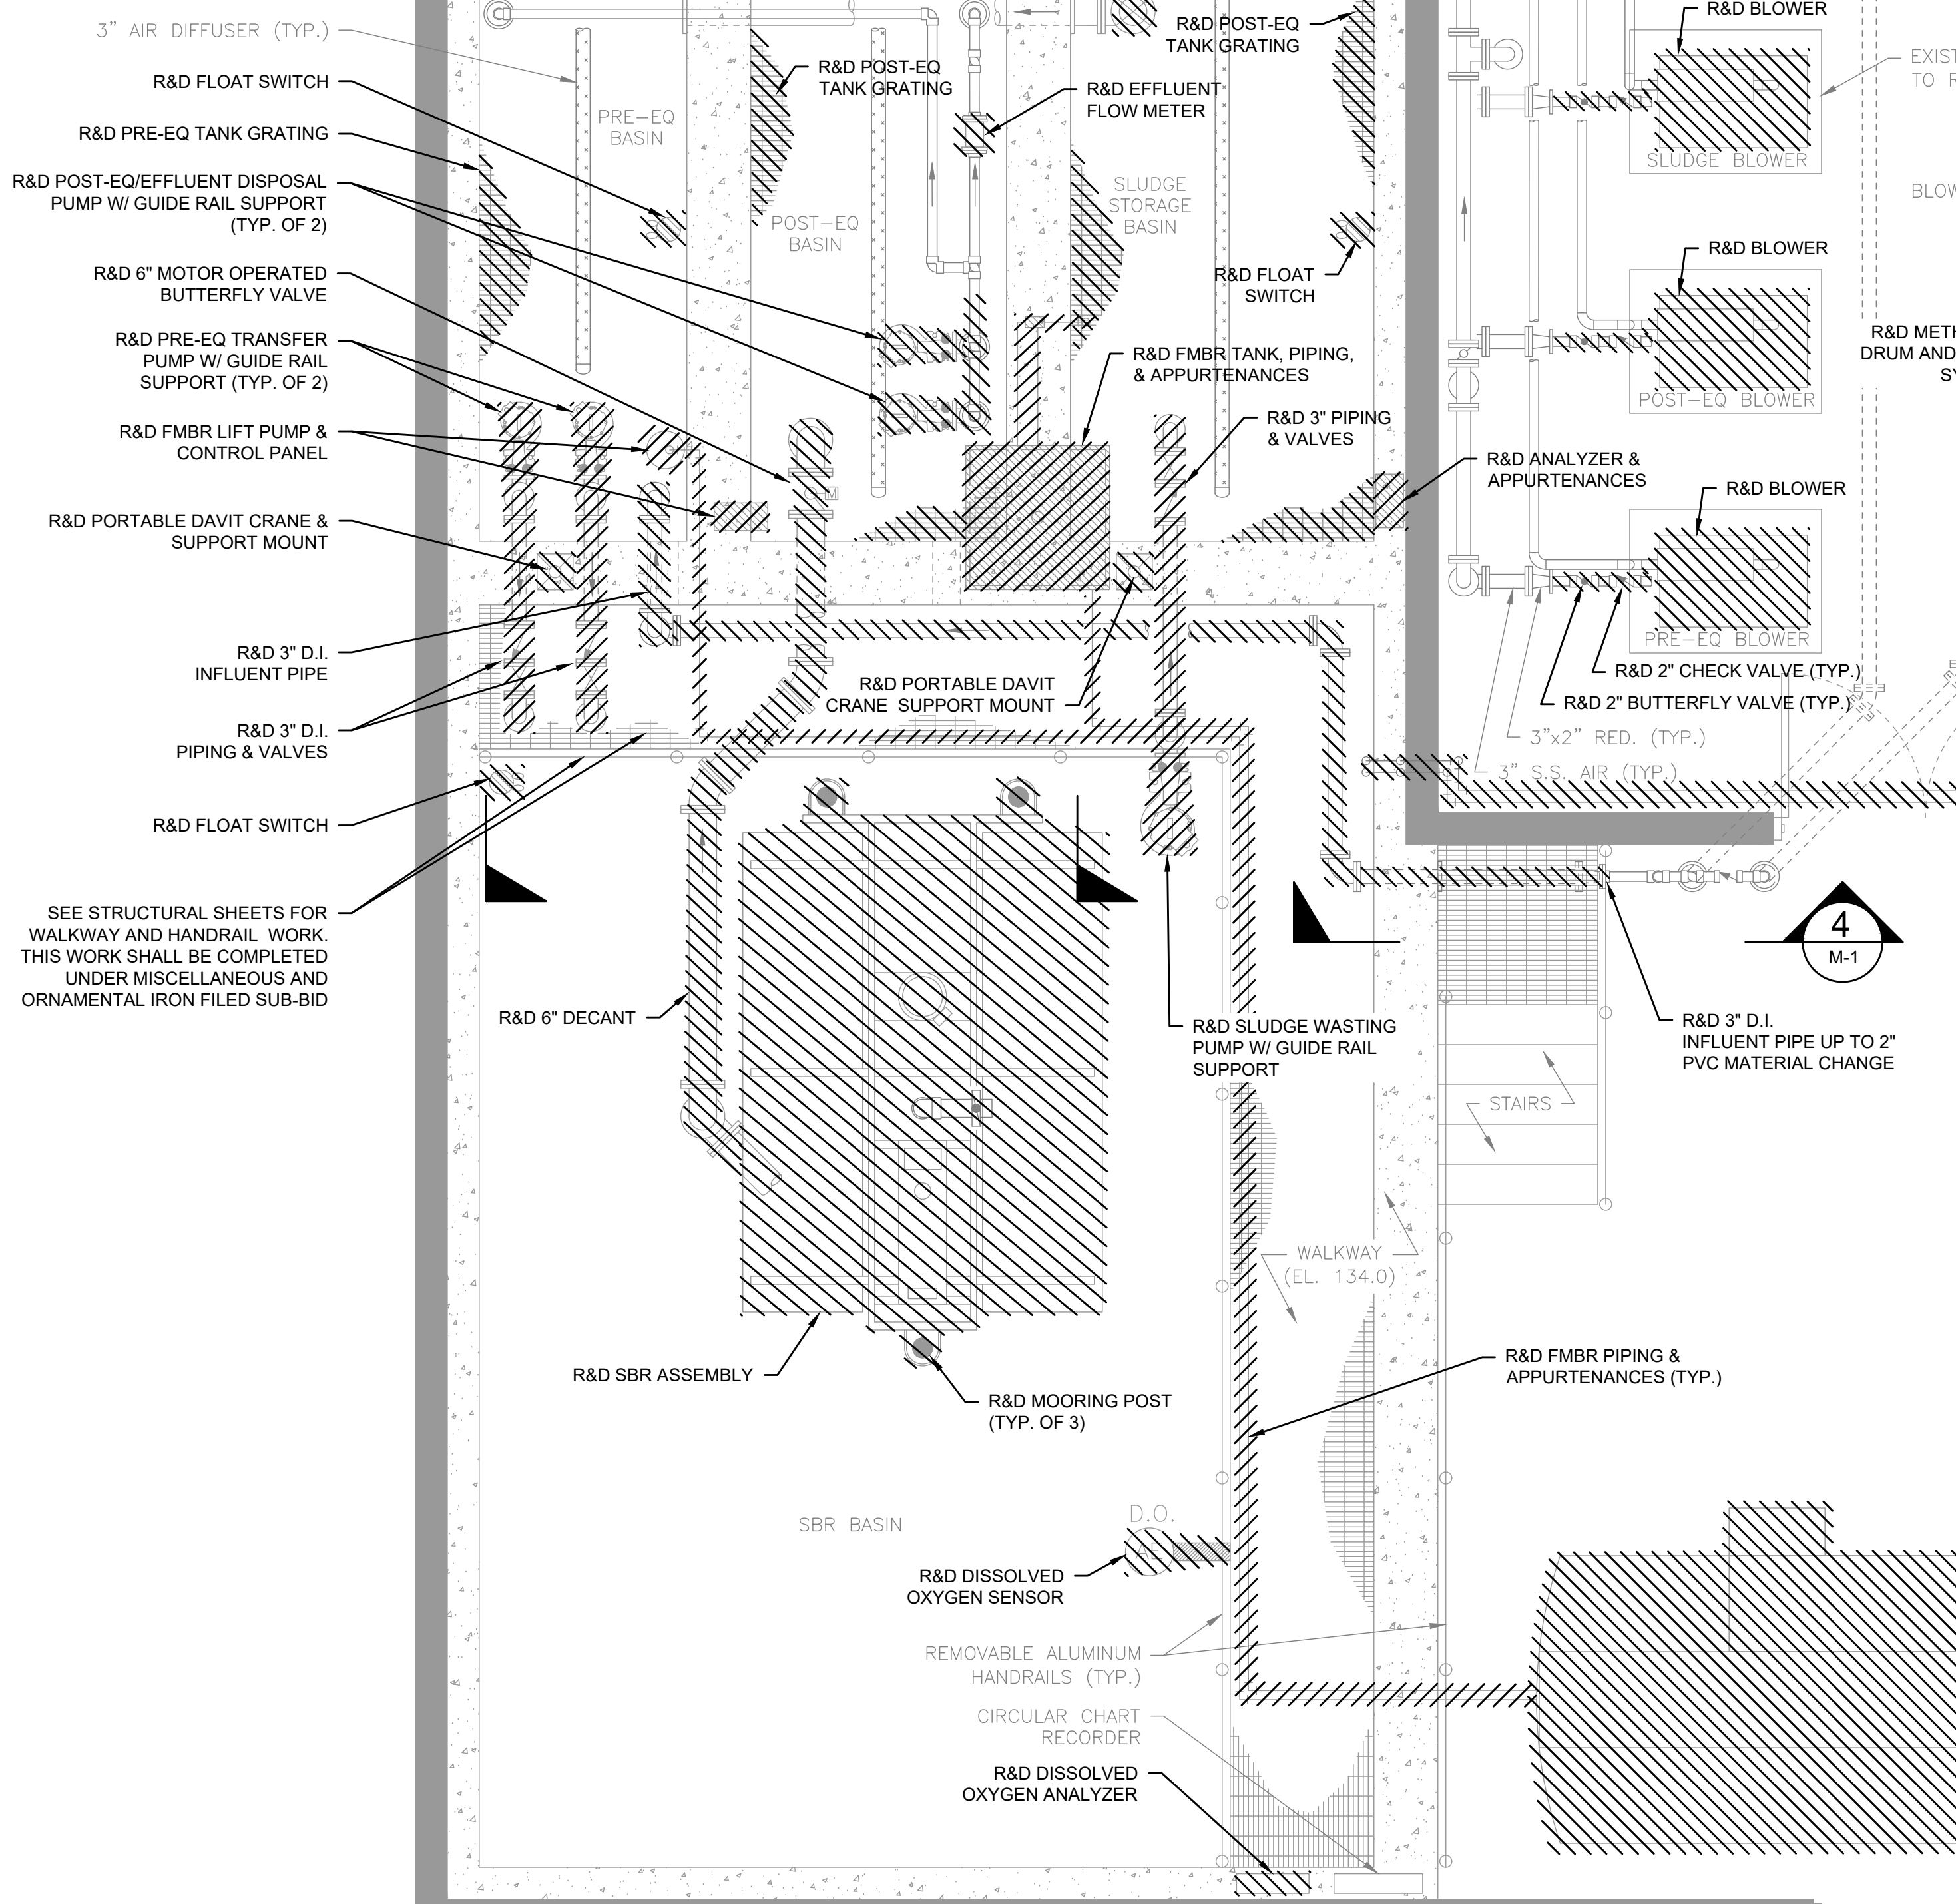 3" AIR DIFFUSER (TYP.)
R&D FLOAT SWITCH
R&D PRE-EQ TANK GRATING
R&D POST-EQ/EFFLUENT DISPOSAL
PUMP W/ GUIDE RAIL SUPPORT
(TYP. OF 2)
R&D 6" MOTOR OPERATED
BUTTERFLY VALVE
R&D PRE-EQ TRANSFER
PUMP W/ GUIDE RAIL
SUPPORT (TYP. OF 2)
R&D FMBR LIFT PUMP &
CONTROL PANEL
R&D PORTABLE DAVIT CRANE &
SUPPORT MOUNT
R&D 3" D.I.
INFLUENT PIPE
R&D 3" D.I.
PIPING & VALVES
R&D FLOAT SWITCH
SEE STRUCTURAL SHEETS FOR
WALKWAY AND HANDRAIL WORK.
THIS WORK SHALL BE COMPLETED
UNDER MISCELLANEOUS AND
ORNAMENTAL IRON FILED SUB-BID
PRE-EQ
BASIN
R&D POST-EQ
TANK GRATING
POST-EQ
BASIN
R&D EFFLUENT
FLOW METER
R&D POST-EQ
TANK GRATING
SLUDGE
STORAGE
BASIN
R&D FLOAT
SWITCH
R&D FMBR TANK, PIPING,
& APPURTENANCES
R&D 3" PIPING
& VALVES
M
R&D ANALYZER &
APPURTENANCES
R&D BLOWER
EXIST
TO R
SLUDGE BLOWER
BLOW
R&D BLOWER
R&D METH
DRUM AND
SY
POST-EQ BLOWER
R&D BLOWER
PRE-EQ BLOWER
R&D 2" CHECK VALVE (TYP.)
R&D 2" BUTTERFLY VALVE (TYP.)
3"x2" RED. (TYP.)
3" S.S. AIR (TYP.)
R&D PORTABLE DAVIT
CRANE SUPPORT MOUNT
4
M-1
R&D 6" DECANT
R&D SLUDGE WASTING
PUMP W/ GUIDE RAIL
SUPPORT
R&D 3" D.I.
INFLUENT PIPE UP TO 2"
PVC MATERIAL CHANGE
STAIRS
WALKWAY
(EL. 134.0)
R&D SBR ASSEMBLY
R&D MOORING POST
(TYP. OF 3)
R&D FMBR PIPING &
APPURTENANCES (TYP.)
SBR BASIN
D.O.
AE
R&D DISSOLVED
OXYGEN SENSOR
REMOVABLE ALUMINUM
HANDRAILS (TYP.)
CIRCULAR CHART
RECORDER
R&D DISSOLVED
OXYGEN ANALYZER